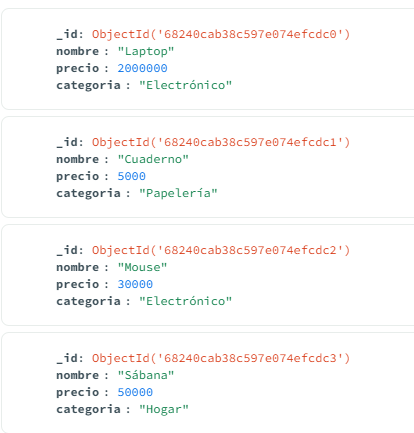 _id: ObjectId('68240cab38c597e074efcdc0')
nombre : "Laptop"
precio : 2000000
categoria : "Electrónico"
_id: ObjectId('68240cab38c597e074efcdc1')
nombre : "Cuaderno"
precio : 5000
categoria : "Papelería"
_id: ObjectId('68240cab38c597e074efcdc2')
nombre : "Mouse"
precio : 30000
categoria : "Electrónico"
_id: ObjectId('68240cab38c597e074efcdc3')
nombre : "Sábana"
precio : 50000
categoria : "Hogar"